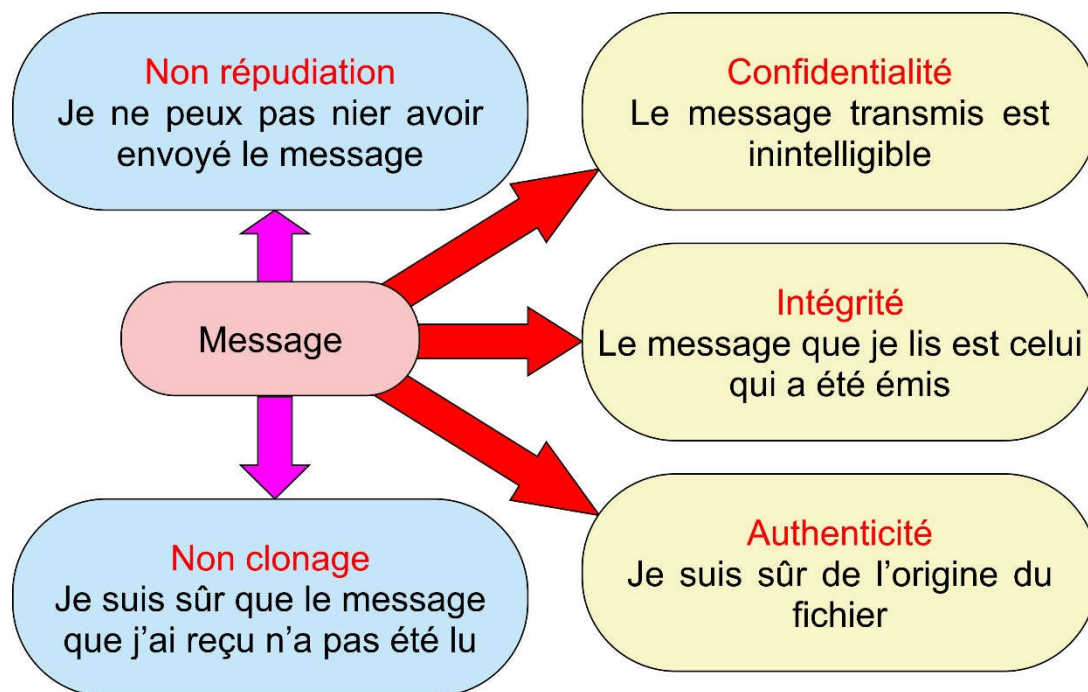 Non répudiation
Je ne peux pas nier avoir
envoyé le message
Confidentialité
Le message transmis est
inintelligible
Message
Intégrité
Le message que je lis est celui
qui a été émis
Non clonage
Je suis sûr que le message
que j’ai reçu n’a pas été lu
Authenticité
Je suis sûr de l’origine du
fichier